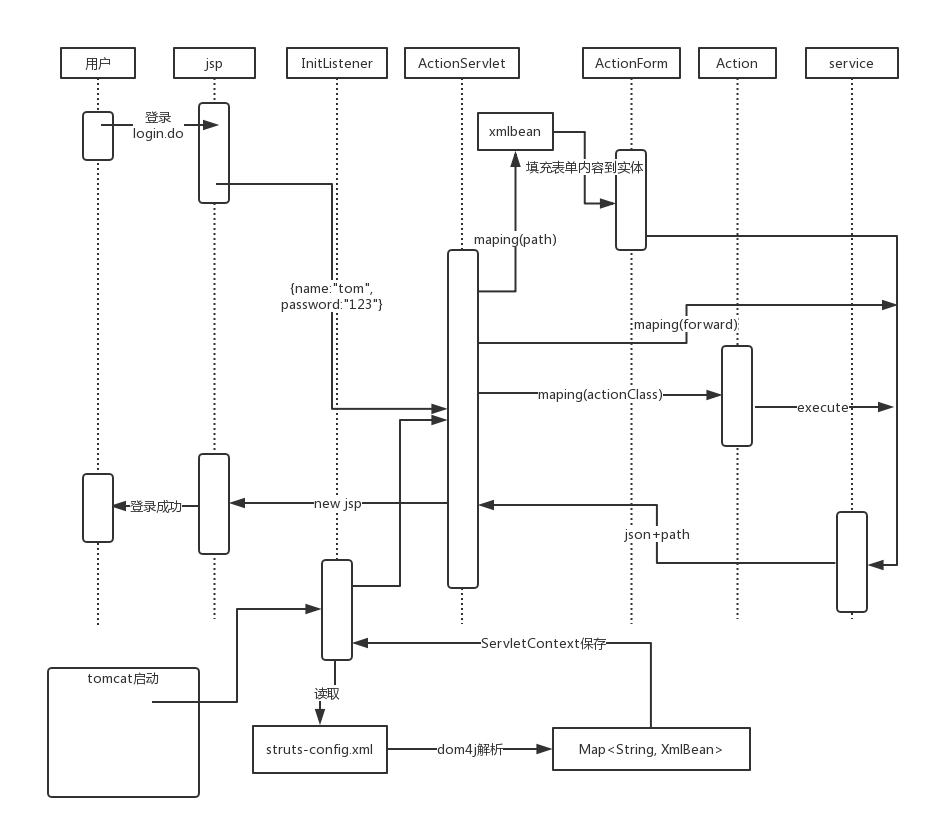 用户
jsp
InitListener
ActionServlet
ActionForm
Action
service
登录
login.do
xmlbean
填充表单内容到实体
maping(path)
{name:"tom",
password:"123"}
maping(forward)
maping(actionClass)
execute
登录成功
new jsp
json+path
ServletContext保存
tomcat启动
读取
struts-config.xml
dom4j解析
Map<String, XmlBean>